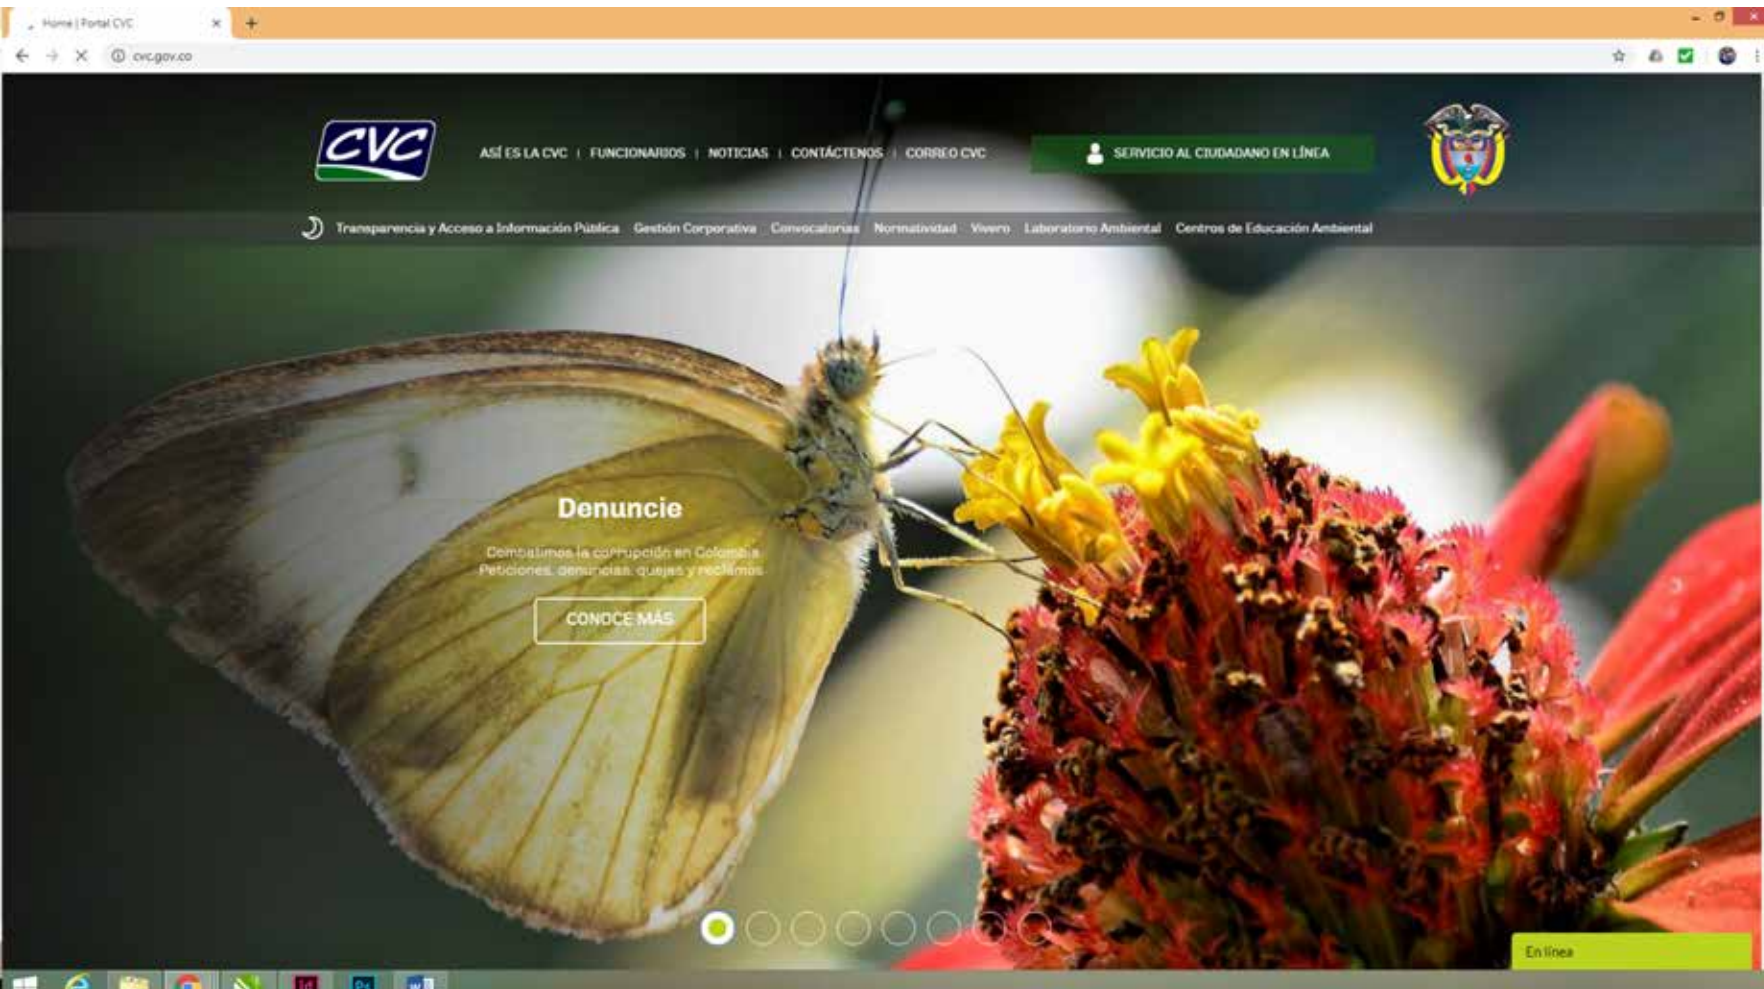 Home | Portal CVC
cvc.gov.co
CVC
ASÍ ES LA CVC | FUNCIONARIOS | NOTICIAS | CONTÁCTENOS | CORREO CVC
SERVICIO AL CIUDADANO EN LÍNEA
Transparencia y Acceso a Información Pública Gestión Corporativa Convocatorias Normatividad Vivero Laboratorio Ambiental Centros de Educación Ambiental
Denuncie
Combatimos la corrupción en Colombia
Peticiones, denuncias, quejas y reclamos
CONOCE MÁS
En línea
Id
Ps
W